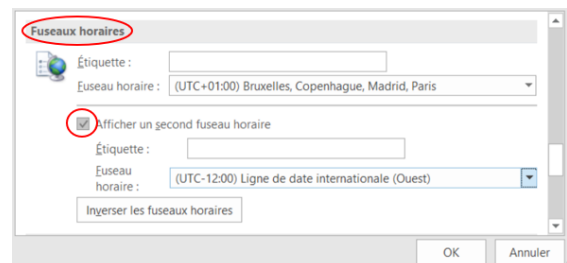 Fuseaux horaires
Étiquette :
Fuseau horaire : (UTC+01:00) Bruxelles, Copenhague, Madrid, Paris
Afficher un second fuseau horaire
Étiquette :
Fuseau horaire : (UTC-12:00) Ligne de date internationale (Ouest)
Inverser les fuseaux horaires
OK Annuler